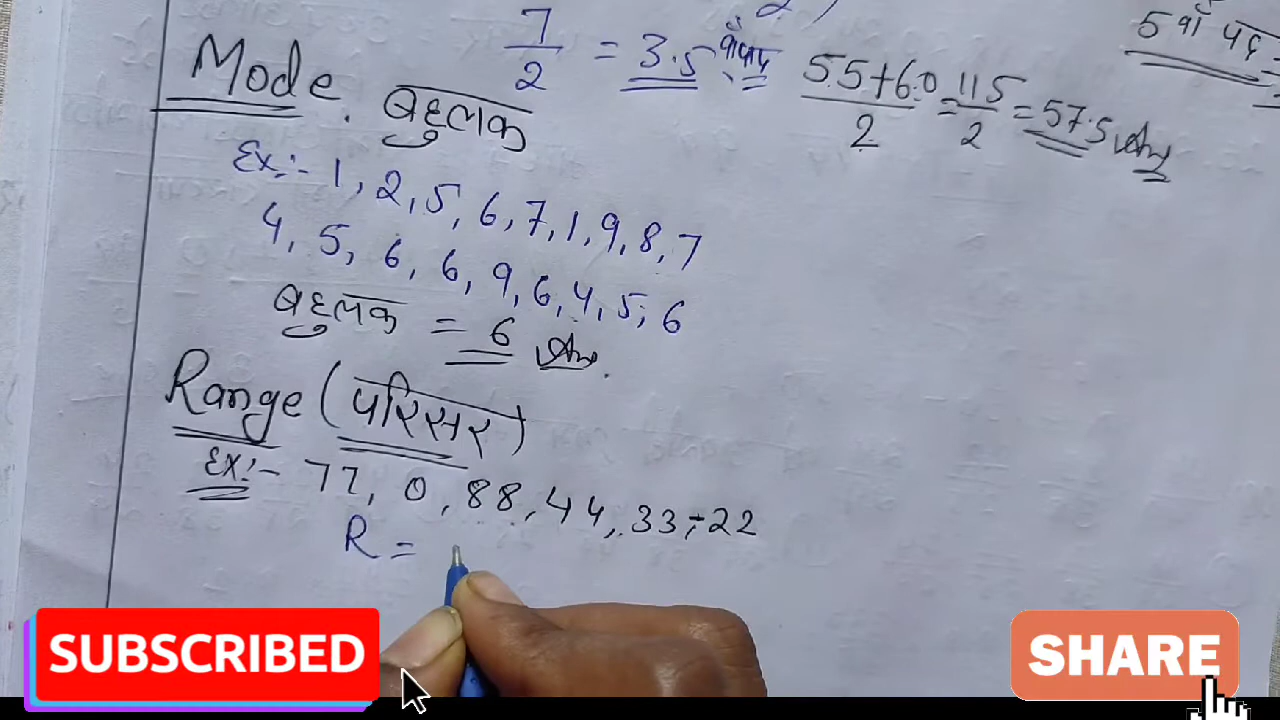 7/2 = 3.5 वाँ पद
55+60/2 = 115/2 = 57.5 Ans
5 वाँ पद =
Mode. बहुलक
Ex:- 1, 2, 5, 6, 7, 1, 9, 8, 7
4, 5, 6, 6, 9, 6, 4, 5, 6
बहुलक = 6 Ans.
Range (परिसर)
Ex:- 77, 0, 88, 44, 33, -22
R =
SUBSCRIBED
SHARE